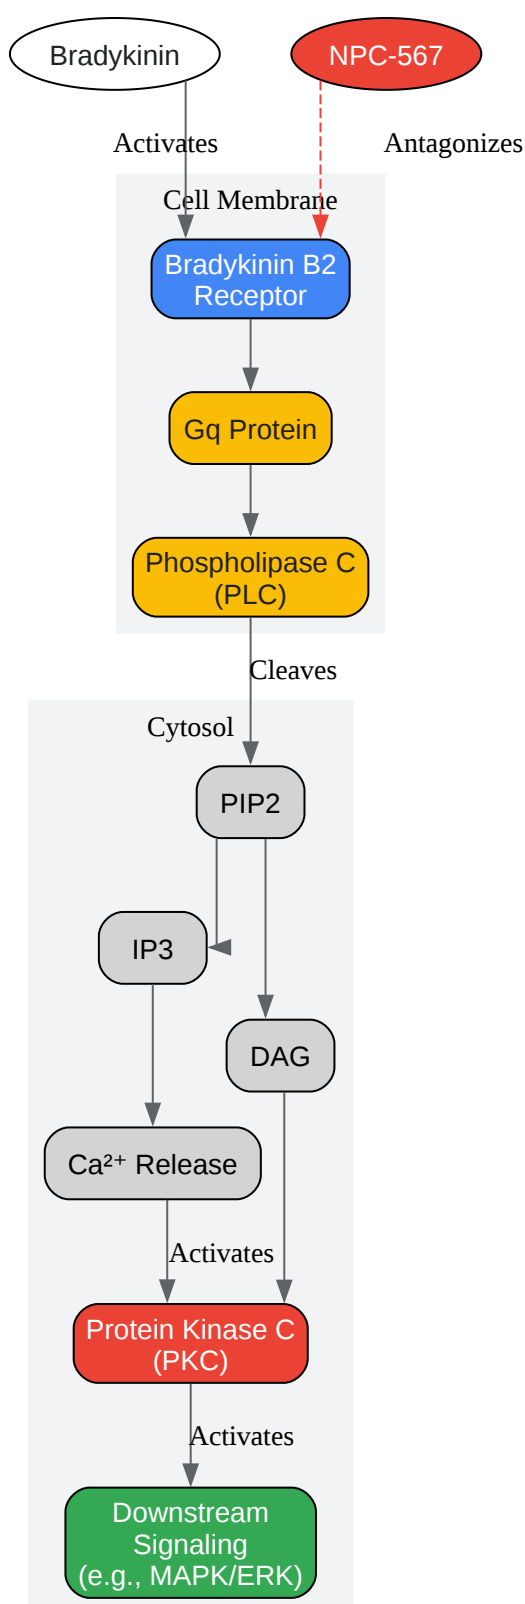 Bradykinin
NPC-567
Activates
Antagonizes
Cell Membrane
Bradykinin B2
Receptor
Gq Protein
Phospholipase C
(PLC)
Cleaves
Cytosol
PIP2
IP3
DAG
Ca²⁺ Release
Activates
Protein Kinase C
(PKC)
Activates
Downstream
Signaling
(e.g., MAPK/ERK)